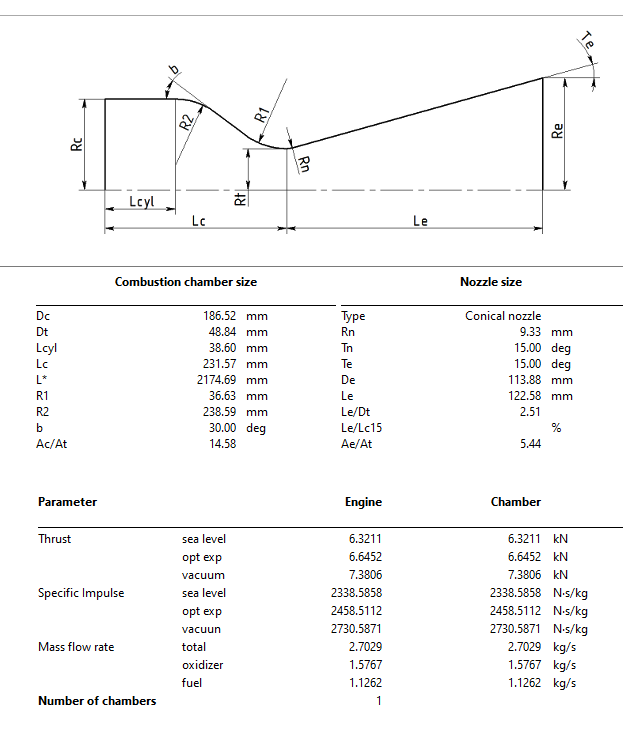 Te
b
R2
R1
Rc
Rn
Rt
Re
Lcyl
Lc
Le
Combustion chamber size
Dc 186.52 mm
Dt 48.84 mm
Lcyl 38.60 mm
Lc 231.57 mm
L* 2174.69 mm
R1 36.63 mm
R2 238.59 mm
b 30.00 deg
Ac/At 14.58
Nozzle size
Type Conical nozzle
Rn 9.33 mm
Tn 15.00 deg
Te 15.00 deg
De 113.88 mm
Le 122.58 mm
Le/Dt 2.51
Le/Lc15 %
Ae/At 5.44
Parameter Engine Chamber
Thrust sea level 6.3211 6.3211 kN
opt exp 6.6452 6.6452 kN
vacuum 7.3806 7.3806 kN
Specific Impulse sea level 2338.5858 2338.5858 N·s/kg
opt exp 2458.5112 2458.5112 N·s/kg
vacuun 2730.5871 2730.5871 N·s/kg
Mass flow rate total 2.7029 2.7029 kg/s
oxidizer 1.5767 1.5767 kg/s
fuel 1.1262 1.1262 kg/s
Number of chambers 1